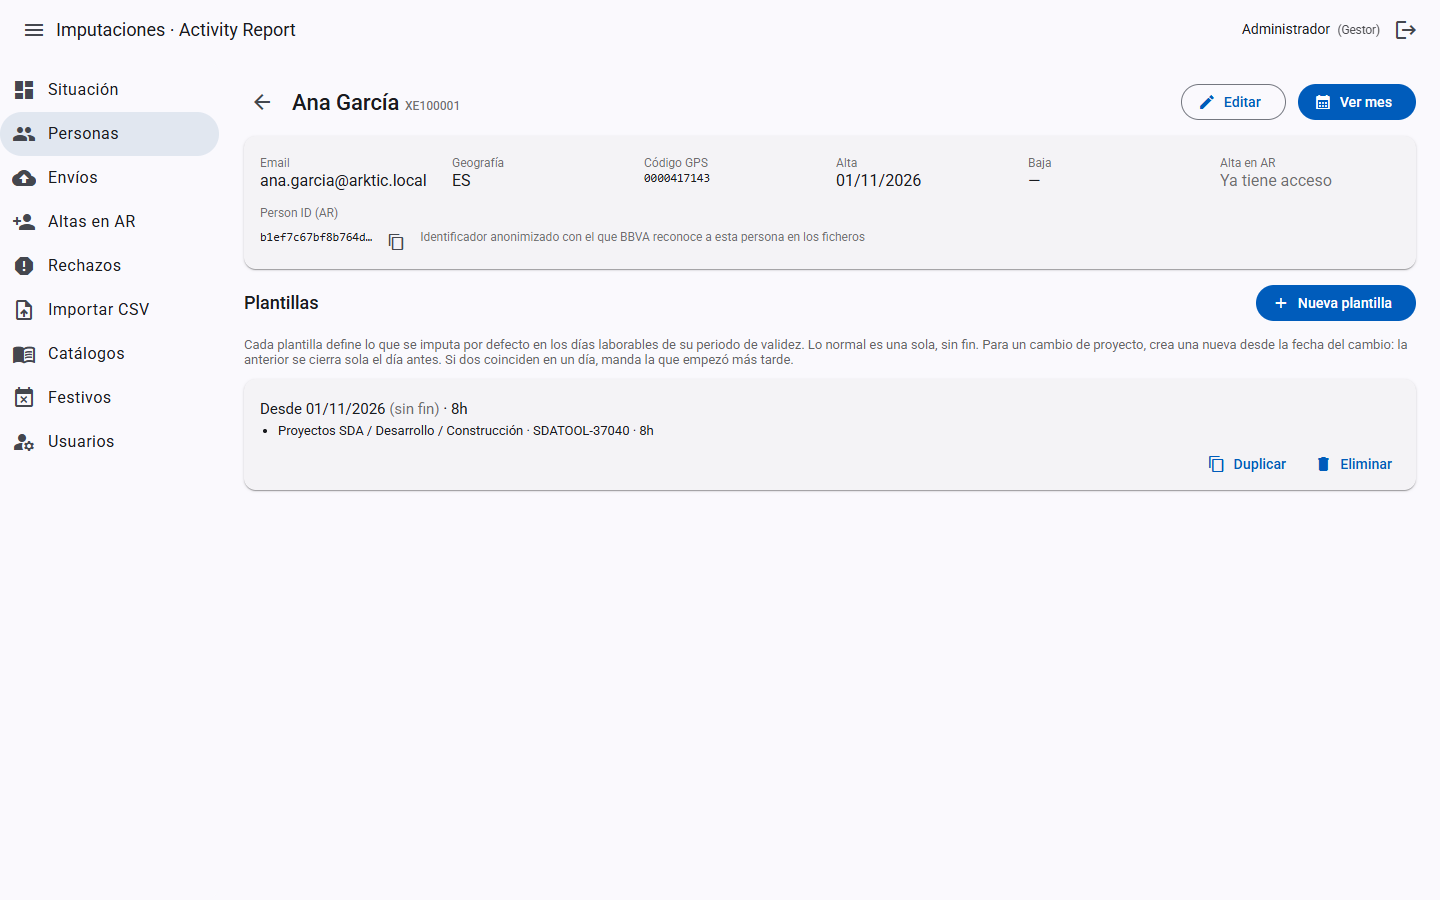 Imputaciones · Activity Report
Administrador (Gestor)
Situación
Personas
Envíos
Altas en AR
Rechazos
Importar CSV
Catálogos
Festivos
Usuarios
Ana García XE100001
Editar
Ver mes
Email
ana.garcia@arktic.local
Geografía
ES
Código GPS
0000417143
Alta
01/11/2026
Baja
—
Alta en AR
Ya tiene acceso
Person ID (AR)
b1ef7c67bf8b764d…
Identificador anonimizado con el que BBVA reconoce a esta persona en los ficheros
Plantillas
Nueva plantilla
Cada plantilla define lo que se imputa por defecto en los días laborables de su periodo de validez. Lo normal es una sola, sin fin. Para un cambio de proyecto, crea una nueva desde la fecha del cambio: la
anterior se cierra sola el día antes. Si dos coinciden en un día, manda la que empezó más tarde.
Desde 01/11/2026 (sin fin) · 8h
• Proyectos SDA / Desarrollo / Construcción · SDATOOL-37040 · 8h
Duplicar
Eliminar